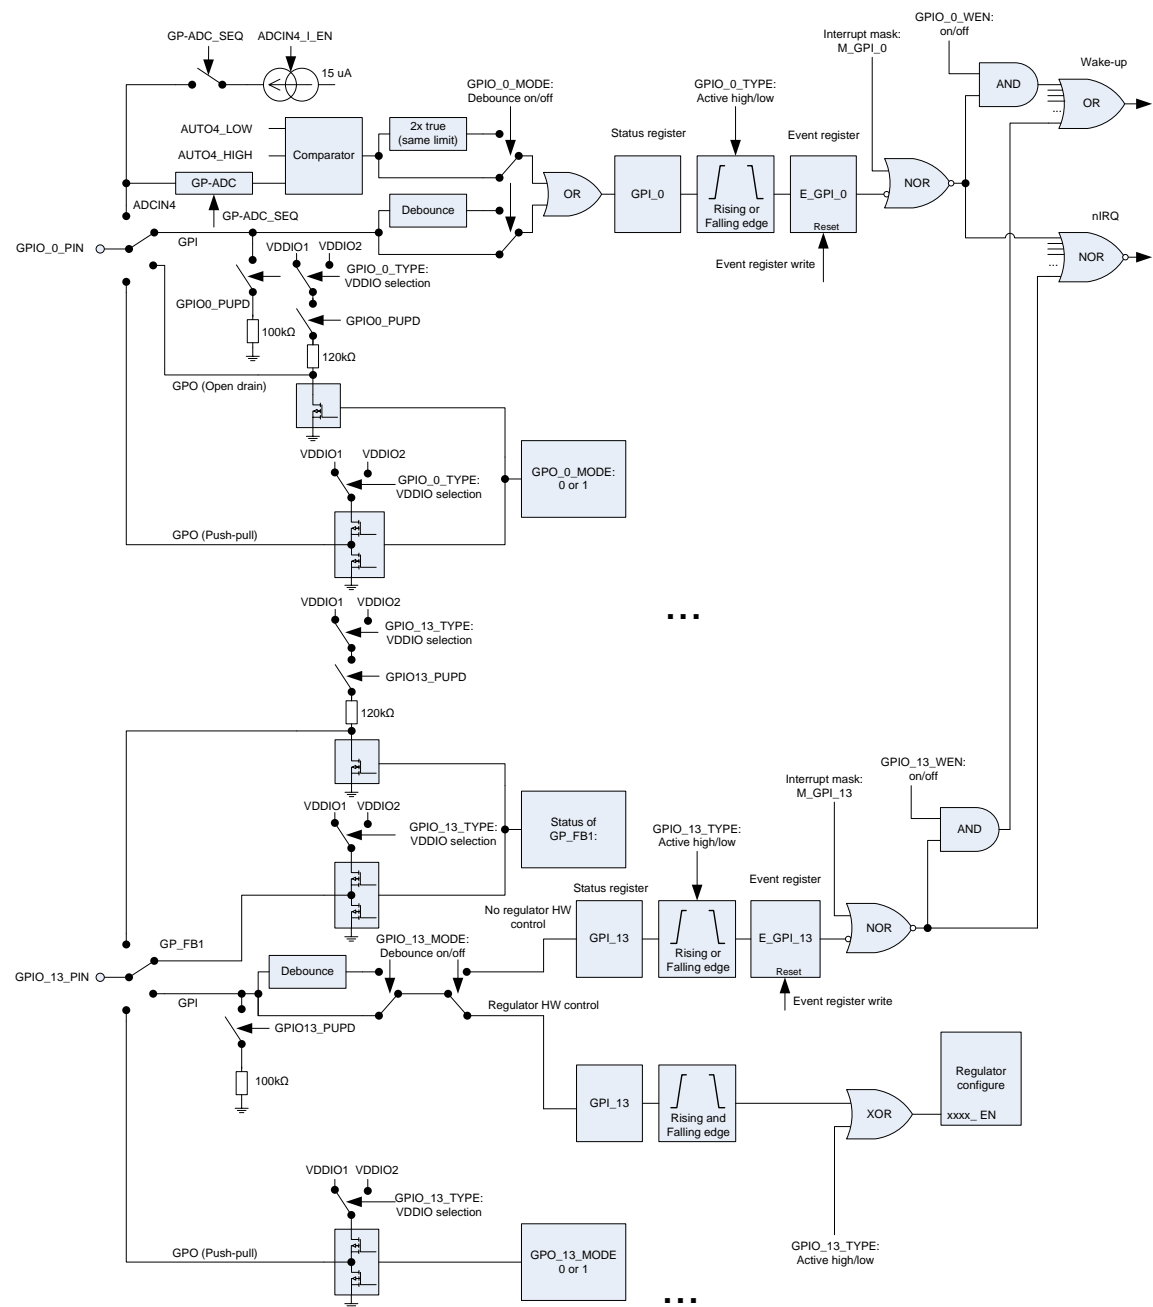 GPIO_0_WEN:
on/off
Interrupt mask:
M_GPI_0
GP-ADC_SEQ
ADCIN4_I_EN
15 uA
GPIO_0_MODE:
Debounce on/off
GPIO_0_TYPE:
Active high/low
Wake-up
AND
OR
...
AUTO4_LOW
2x true
(same limit)
Status register
Event register
AUTO4_HIGH
Comparator
GP-ADC
OR
GPI_0
Rising or
Falling edge
E_GPI_0
Reset
NOR
ADCIN4
GP-ADC_SEQ
Debounce
nIRQ
GPIO_0_PIN
GPI
VDDIO1
VDDIO2
NOR
...
Event register write
GPIO_0_TYPE:
VDDIO selection
GPIO0_PUPD
GPIO0_PUPD
100kΩ
120kΩ
GPO (Open drain)
VDDIO1
VDDIO2
GPIO_0_TYPE:
VDDIO selection
GPO_0_MODE:
0 or 1
GPO (Push-pull)
VDDIO1
VDDIO2
...
GPIO_13_TYPE:
VDDIO selection
GPIO13_PUPD
120kΩ
GPIO_13_WEN:
on/off
Interrupt mask:
M_GPI_13
VDDIO1
VDDIO2
GPIO_13_TYPE:
VDDIO selection
Status of
GP_FB1:
GPIO_13_TYPE:
Active high/low
AND
Status register
Event register
No regulator HW
control
GPI_13
Rising or
Falling edge
E_GPI_13
Reset
NOR
GP_FB1
GPIO_13_MODE:
Debounce on/off
GPIO_13_PIN
Debounce
GPI
Regulator HW control
Event register write
GPIO13_PUPD
100kΩ
GPI_13
Rising and
Falling edge
XOR
Regulator
configure
xxxx_ EN
VDDIO1
VDDIO2
GPIO_13_TYPE:
VDDIO selection
GPO (Push-pull)
GPO_13_MODE
0 or 1
GPIO_13_TYPE:
Active high/low
...